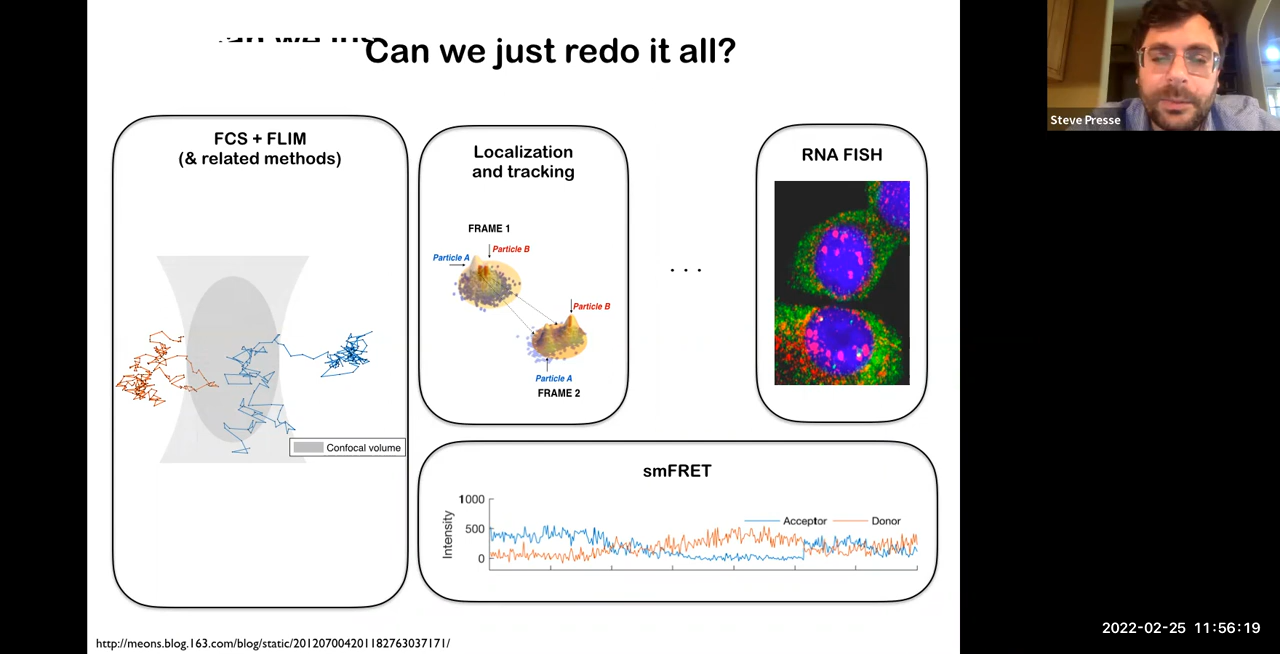 Can we just redo it all?
FCS + FLIM
(& related methods)
Confocal volume
Localization
and tracking
FRAME 1
Particle B
Particle A
Particle B
Particle A
FRAME 2
. . .
RNA FISH
smFRET
Intensity
1000
500
0
Acceptor
Donor
http://meons.blog.163.com/blog/static/201207004201182763037171/
Steve Presse
2022-02-25 11:56:19